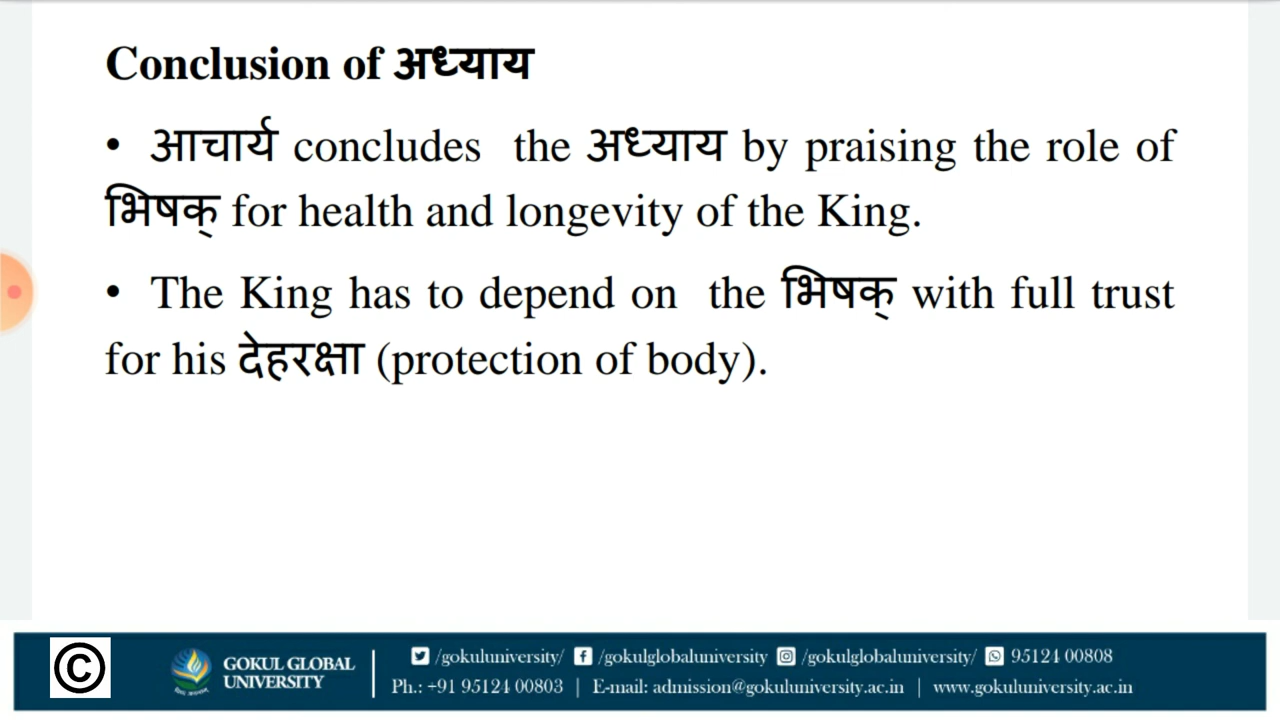 Conclusion of अध्याय
• आचार्य concludes the अध्याय by praising the role of
भिषक् for health and longevity of the King.
• The King has to depend on the भिषक् with full trust
for his देहरक्षा (protection of body).
©
GOKUL GLOBAL
UNIVERSITY
/gokuluniversity/ /gokulglobaluniversity /gokulglobaluniversity/ 95124 00808
Ph.: +91 95124 00803 | E-mail: admission@gokuluniversity.ac.in | www.gokuluniversity.ac.in